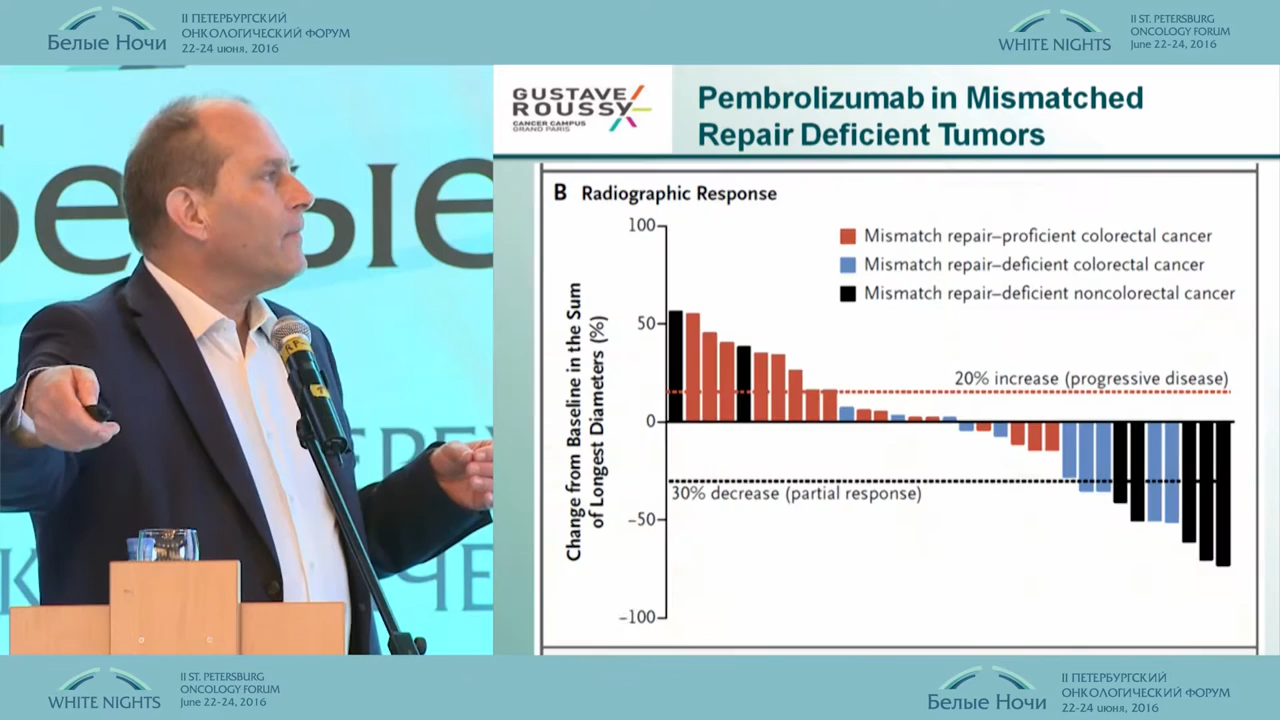 Белые Ночи
II ПЕТЕРБУРГСКИЙ
ОНКОЛОГИЧЕСКИЙ ФОРУМ
22-24 июня, 2016
WHITE NIGHTS
II ST. PETERSBURG
ONCOLOGY FORUM
June 22-24, 2016
GUSTAVE
ROUSSY
CANCER CAMPUS
GRAND PARIS
Pembrolizumab in Mismatched
Repair Deficient Tumors
B Radiographic Response
Change from Baseline in the Sum
of Longest Diameters (%)
100
50
0
−50
−100
Mismatch repair–proficient colorectal cancer
Mismatch repair–deficient colorectal cancer
Mismatch repair–deficient noncolorectal cancer
20% increase (progressive disease)
30% decrease (partial response)
WHITE NIGHTS
II ST. PETERSBURG
ONCOLOGY FORUM
June 22-24, 2016
Белые Ночи
II ПЕТЕРБУРГСКИЙ
ОНКОЛОГИЧЕСКИЙ ФОРУМ
22-24 июня, 2016